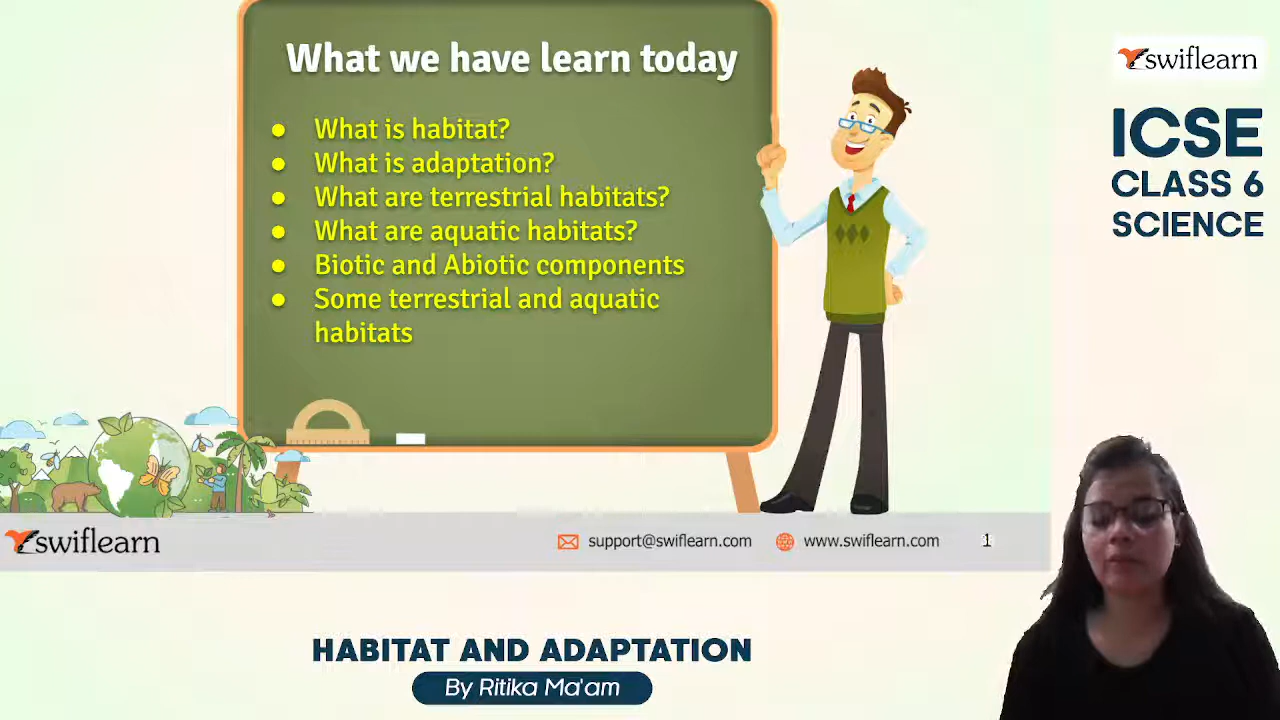 What we have learn today
● What is habitat?
● What is adaptation?
● What are terrestrial habitats?
● What are aquatic habitats?
● Biotic and Abiotic components
● Some terrestrial and aquatic
habitats
swiflearn
support@swiflearn.com
www.swiflearn.com
1
HABITAT AND ADAPTATION
By Ritika Ma'am
swiflearn
ICSE
CLASS 6
SCIENCE